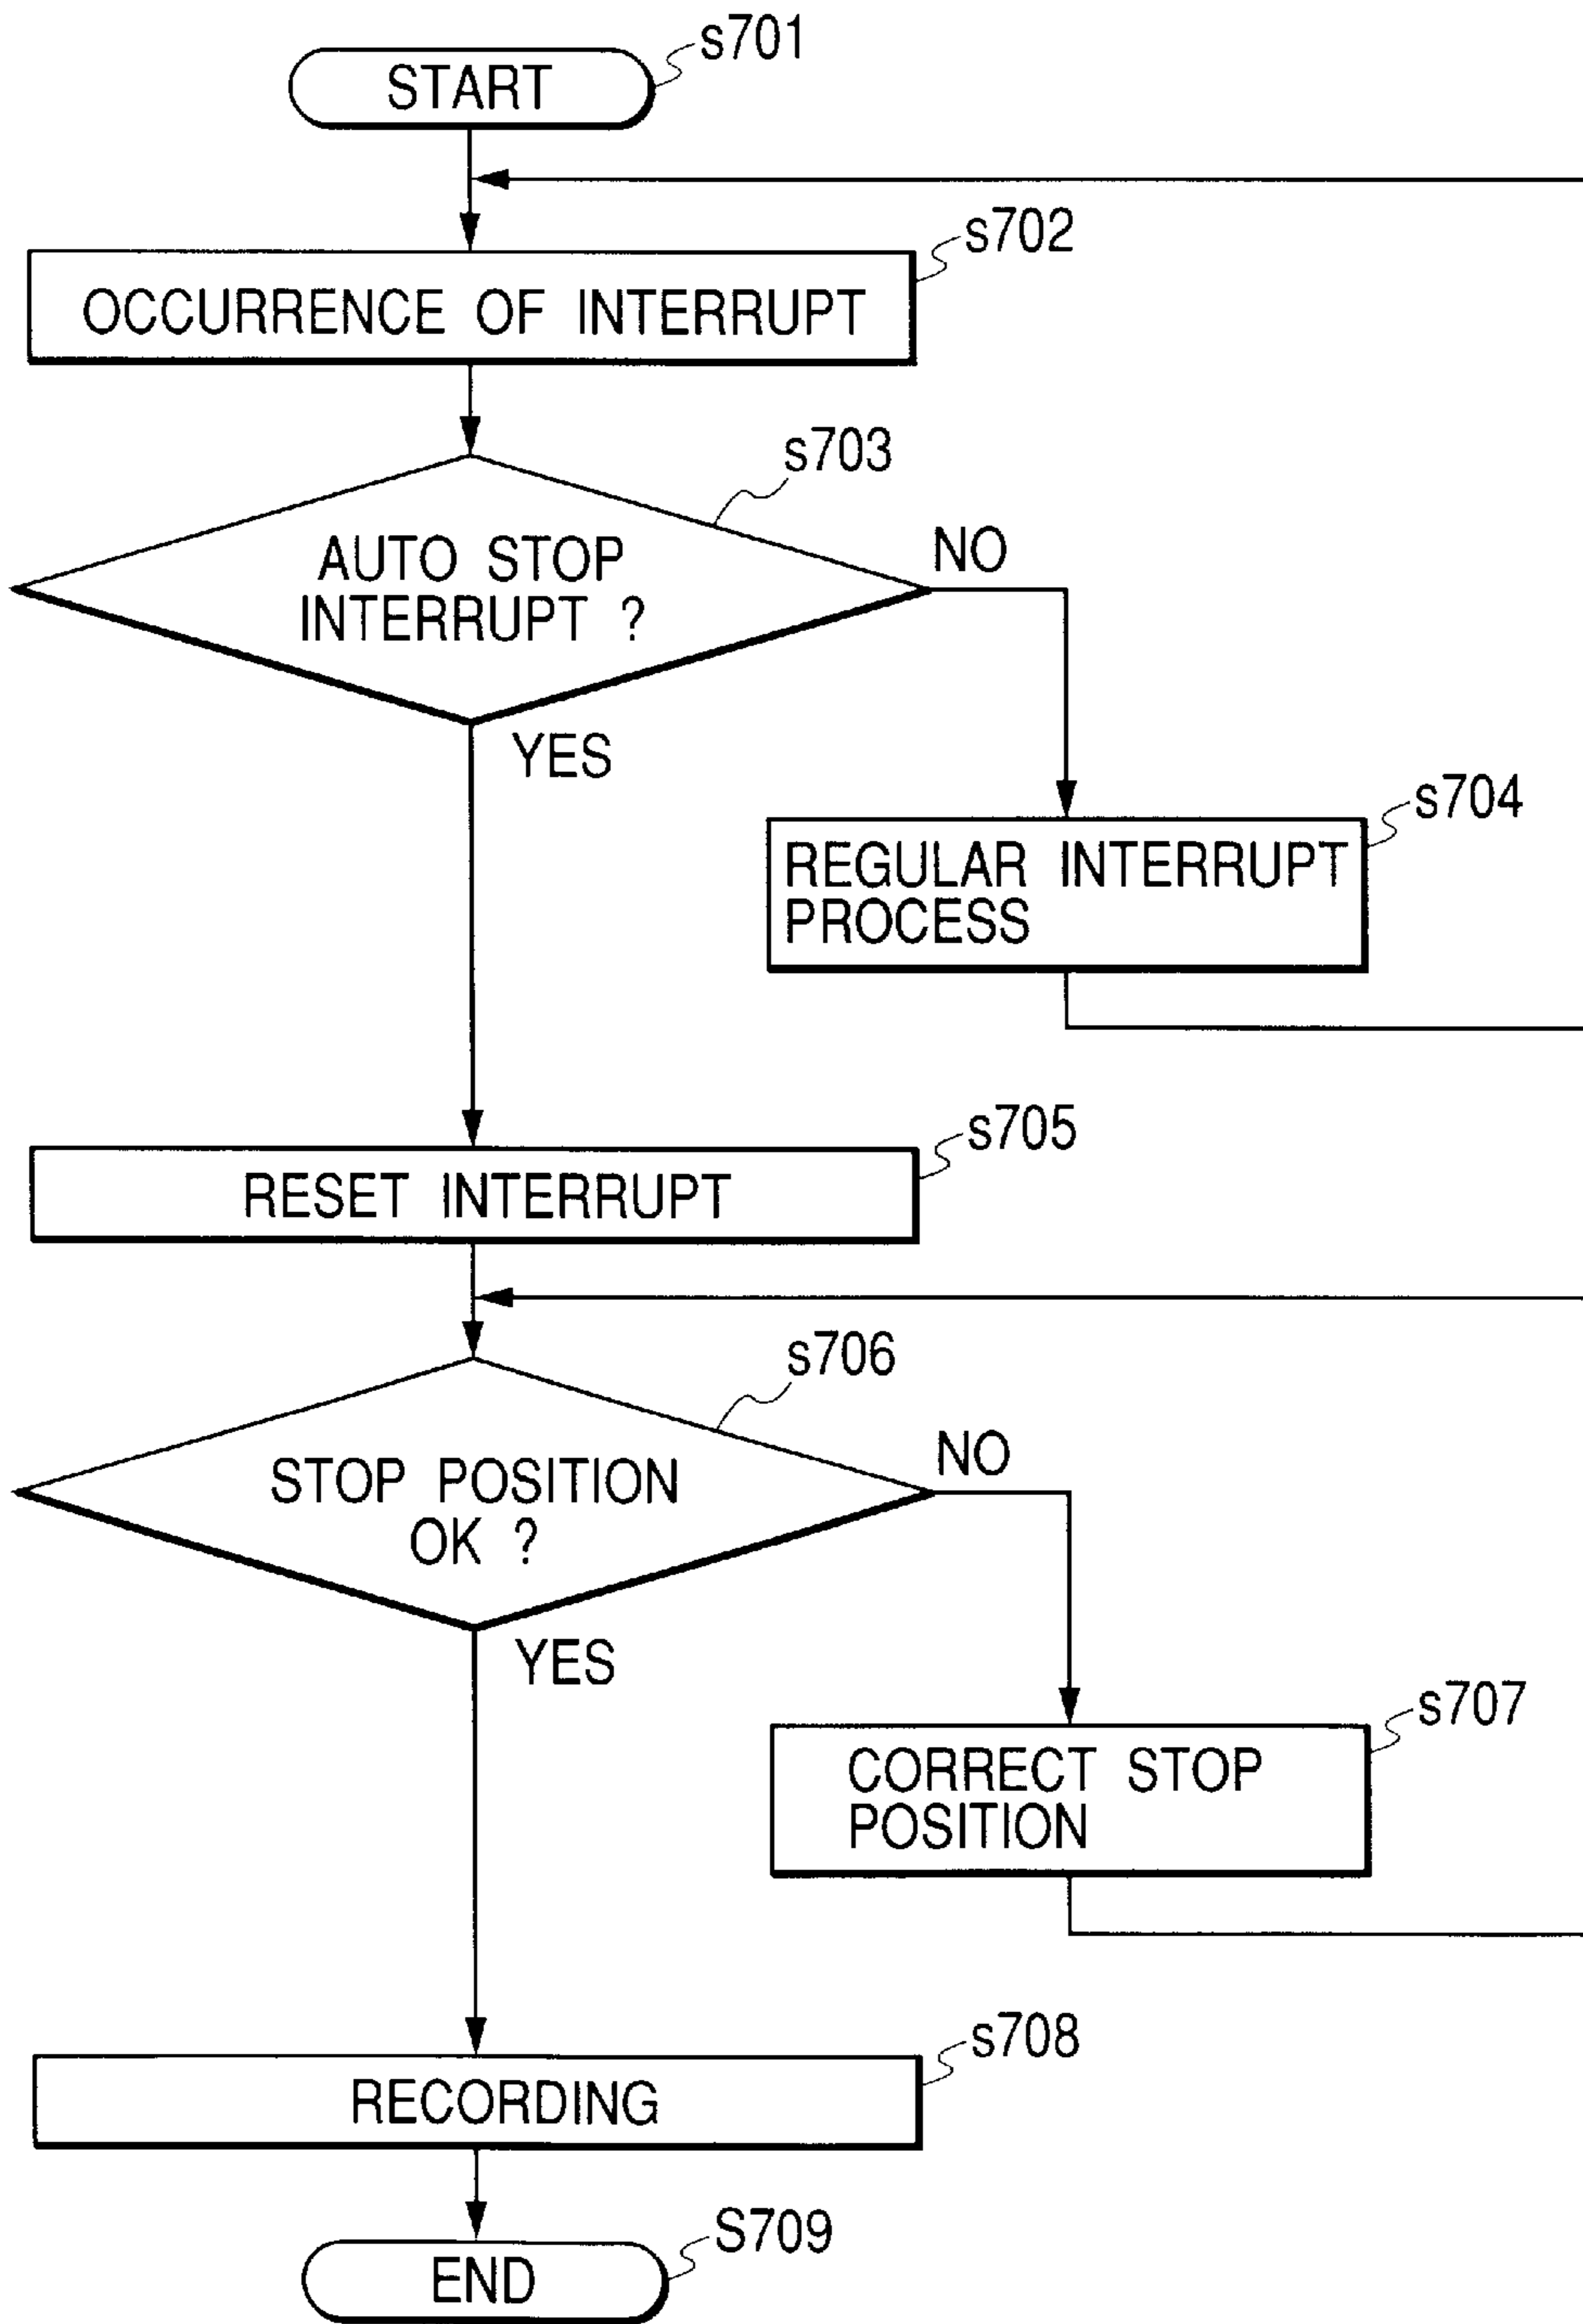 s701
START
s702
OCCURRENCE OF INTERRUPT
s703
AUTO STOP
INTERRUPT ?
NO
YES
s704
REGULAR INTERRUPT
PROCESS
s705
RESET INTERRUPT
s706
STOP POSITION
OK ?
NO
YES
s707
CORRECT STOP
POSITION
s708
RECORDING
S709
END